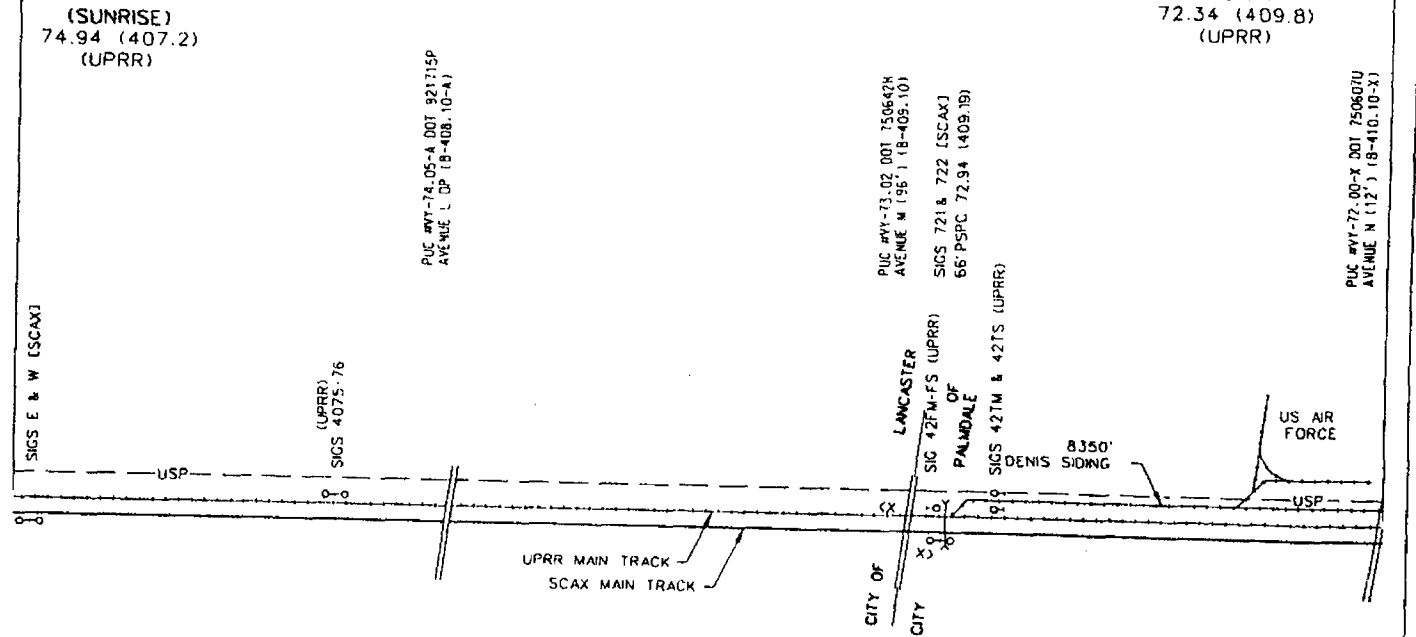 (SUNRISE)
74.94 (407.2)
(UPRR)
72.34 (409.8)
(UPRR)
SIGS E & W [SCAX]
(UPRR)
SIGS 4075-76
PUC #VY-74.05-A DOT 921715P
AVENUE L OP (B-408.10-A)
PUC #VY-73.02 DOT 750642H
AVENUE M (96') (B-409.10)
SIGS 721 & 722 [SCAX]
66' PSPC 72.94 (409.19)
SIG 42FM-FS (UPRR)
SIGS 42TM & 42TS (UPRR)
PUC #VY-72.00-X DOT 750607U
AVENUE N (12') (B-410.10-X)
CITY OF LANCASTER
CITY OF PALMDALE
8350'
DENIS SIDING
US AIR
FORCE
USP
USP
UPRR MAIN TRACK
SCAX MAIN TRACK